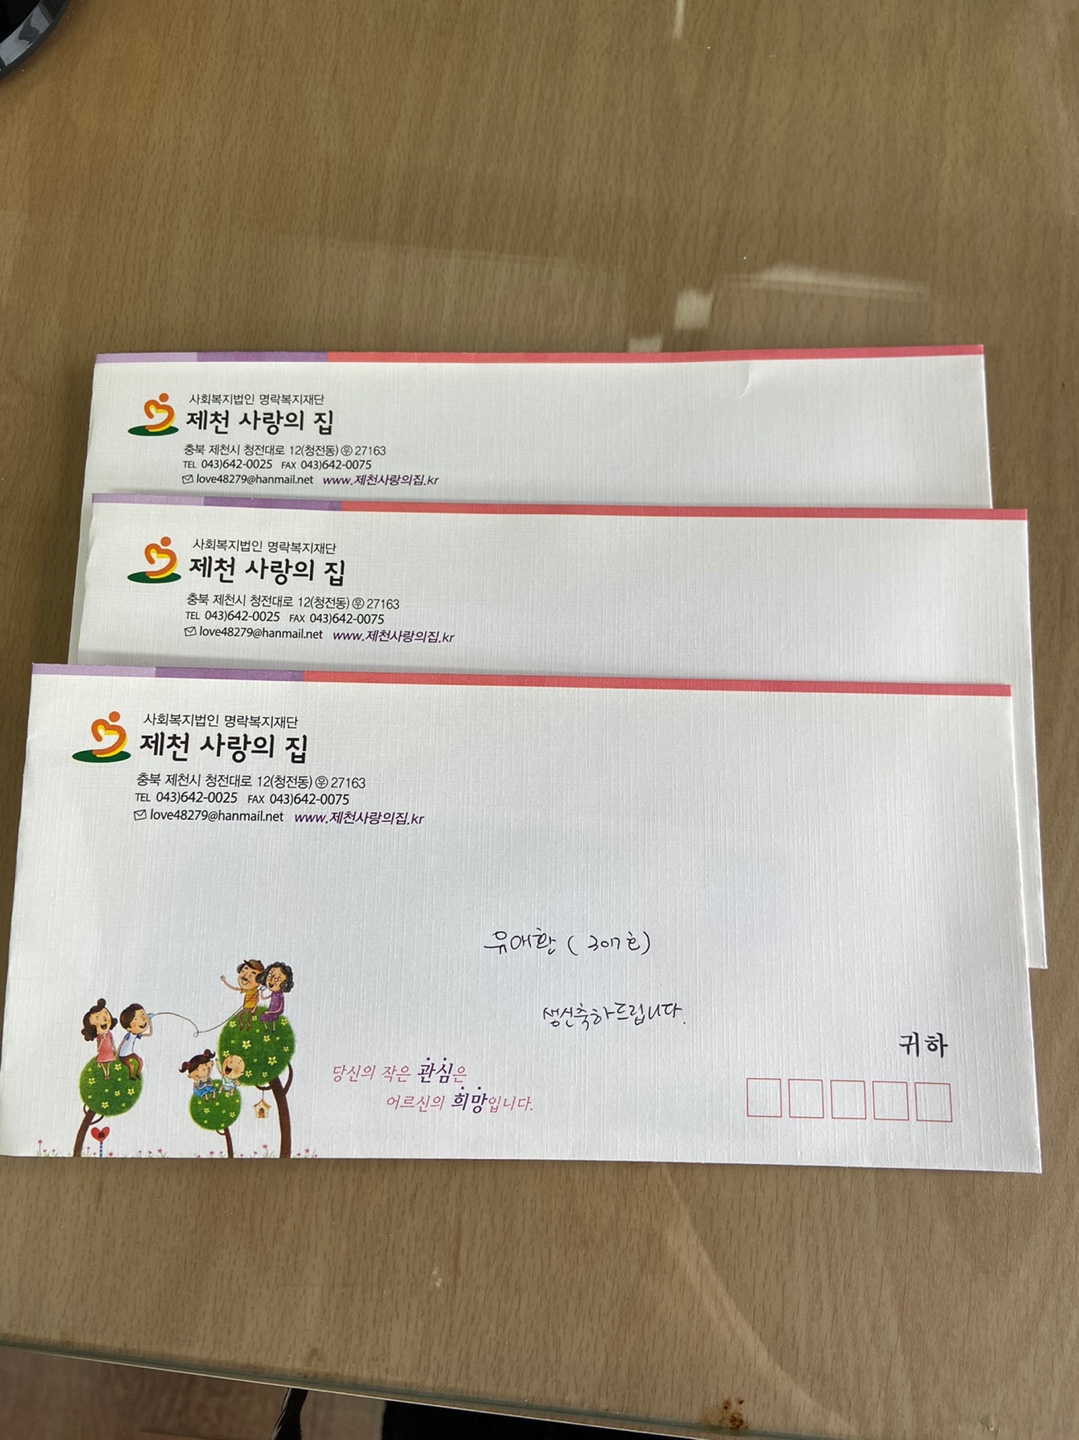 사회복지법인 명락복지재단
제천 사랑의 집
충북 제천시 청전대로 12(청전동) ㉾ 27163
TEL 043)642-0025 FAX 043)642-0075
love48279@hanmail.net www.제천사랑의집.kr
사회복지법인 명락복지재단
제천 사랑의 집
충북 제천시 청전대로 12(청전동) ㉾ 27163
TEL 043)642-0025 FAX 043)642-0075
love48279@hanmail.net www.제천사랑의집.kr
사회복지법인 명락복지재단
제천 사랑의 집
충북 제천시 청전대로 12(청전동) ㉾ 27163
TEL 043)642-0025 FAX 043)642-0075
love48279@hanmail.net www.제천사랑의집.kr
유애환 ( 307호)
생신축하드립니다.
귀하
당신의 작은 관심은
어르신의 희망입니다.